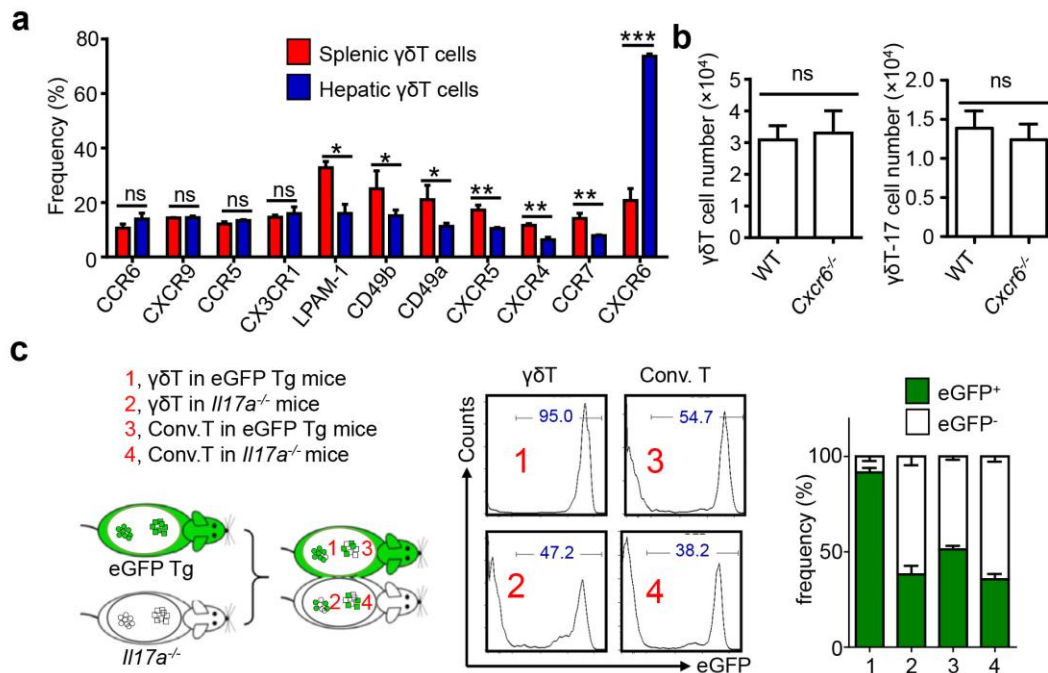 a
80
60
40
20
0
Frequency (%)
Splenic γδT cells
Hepatic γδT cells
ns
ns
ns
ns
*
*
*
**
**
**
***
CCR6
CXCR9
CCR5
CX3CR1
LPAM-1
CD49b
CD49a
CXCR5
CXCR4
CCR7
CXCR6
b
γδT cell number (×10⁴)
5
4
3
2
1
0
ns
WT
Cxcr6-/-
γδT-17 cell number (×10⁴)
2.0
1.5
1.0
0.5
0
ns
WT
Cxcr6-/-
c
1, γδT in eGFP Tg mice
2, γδT in Il17a-/- mice
3, Conv.T in eGFP Tg mice
4, Conv.T in Il17a-/- mice
eGFP Tg
Il17a-/-
1 3
2 4
γδT Conv. T
Counts
95.0 54.7
1 3
47.2 38.2
2 4
eGFP
eGFP⁺
eGFP⁻
frequency (%)
100
50
0
1 2 3 4